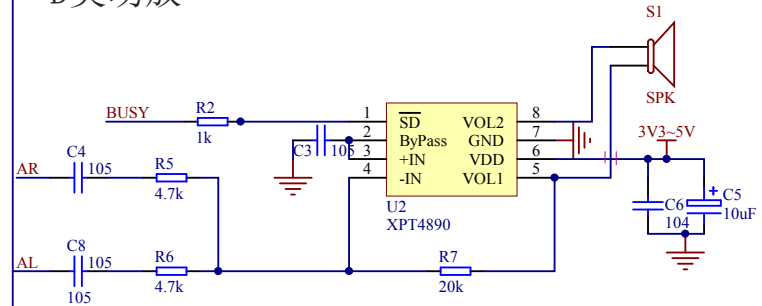 S1
SPK
BUSY
R2
1k
1
2
3
4
SD
ByPass
+IN
-IN
VOL2
GND
VDD
VOL1
8
7
6
5
U2
XPT4890
C3
105
3V3~5V
AR
C4
105
R5
4.7k
C6
104
C5
10uF
+
AL
C8
105
105
R6
4.7k
R7
20k